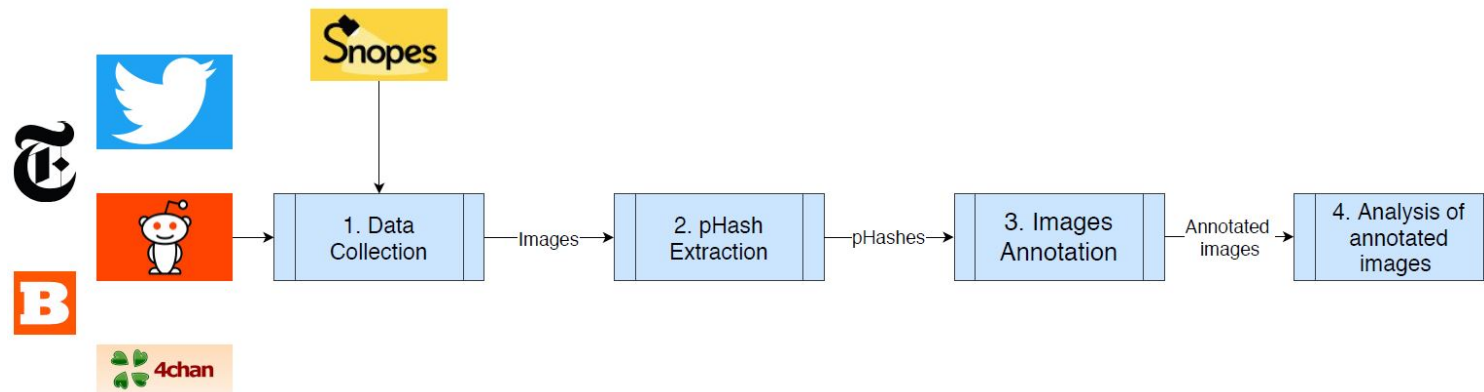 Snopes
T
1. Data
Collection
Images
2. pHash
Extraction
pHashes
3. Images
Annotation
Annotated
images
4. Analysis of
annotated
images
B
4chan